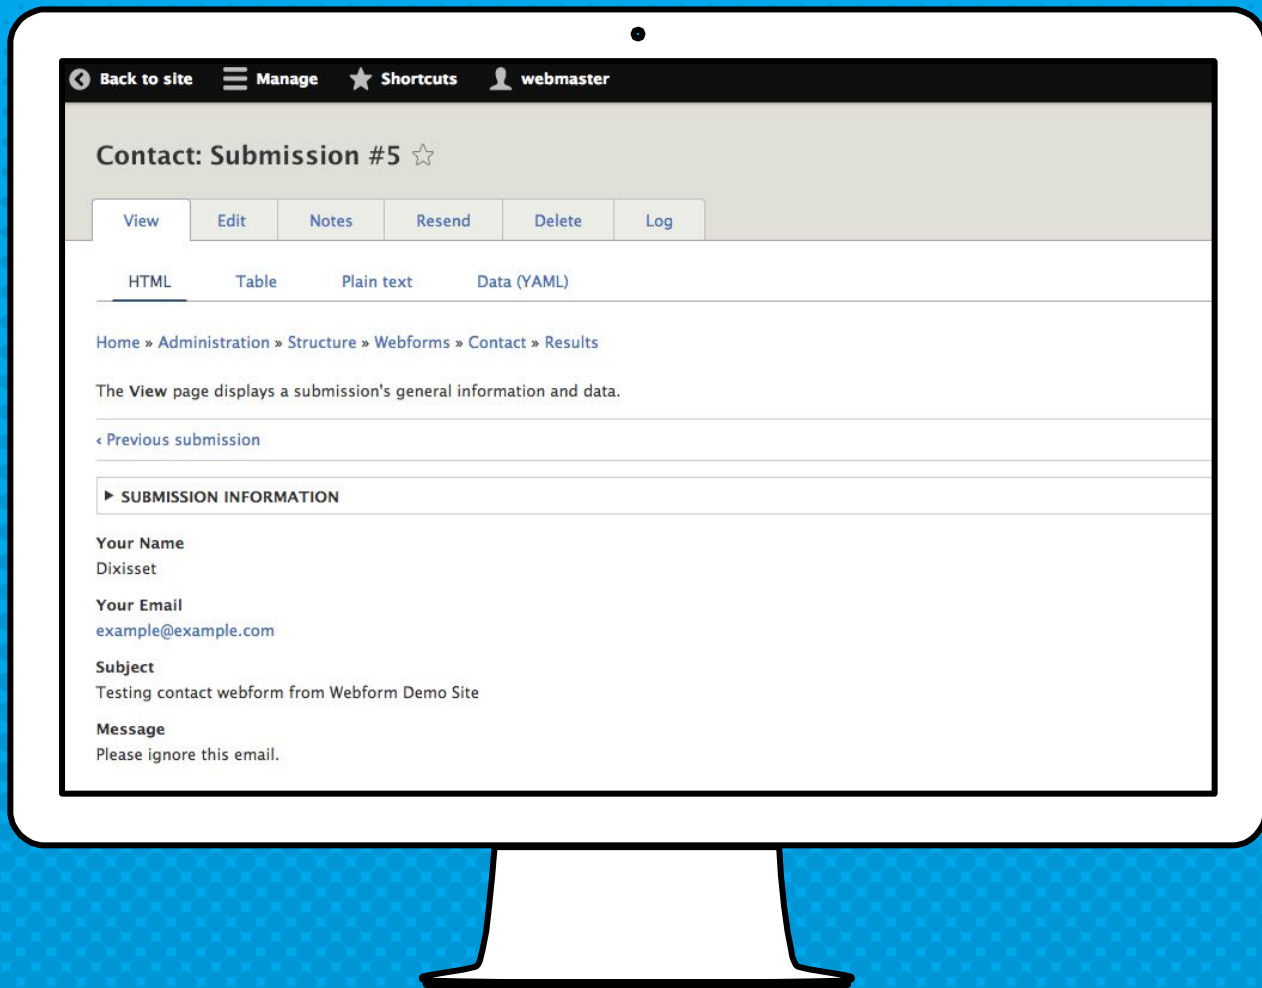 Back to site Manage Shortcuts webmaster
Contact: Submission #5
View Edit Notes Resend Delete Log
HTML Table Plain text Data (YAML)
Home » Administration » Structure » Webforms » Contact » Results
The View page displays a submission's general information and data.
‹ Previous submission
SUBMISSION INFORMATION
Your Name
Dixisset
Your Email
example@example.com
Subject
Testing contact webform from Webform Demo Site
Message
Please ignore this email.